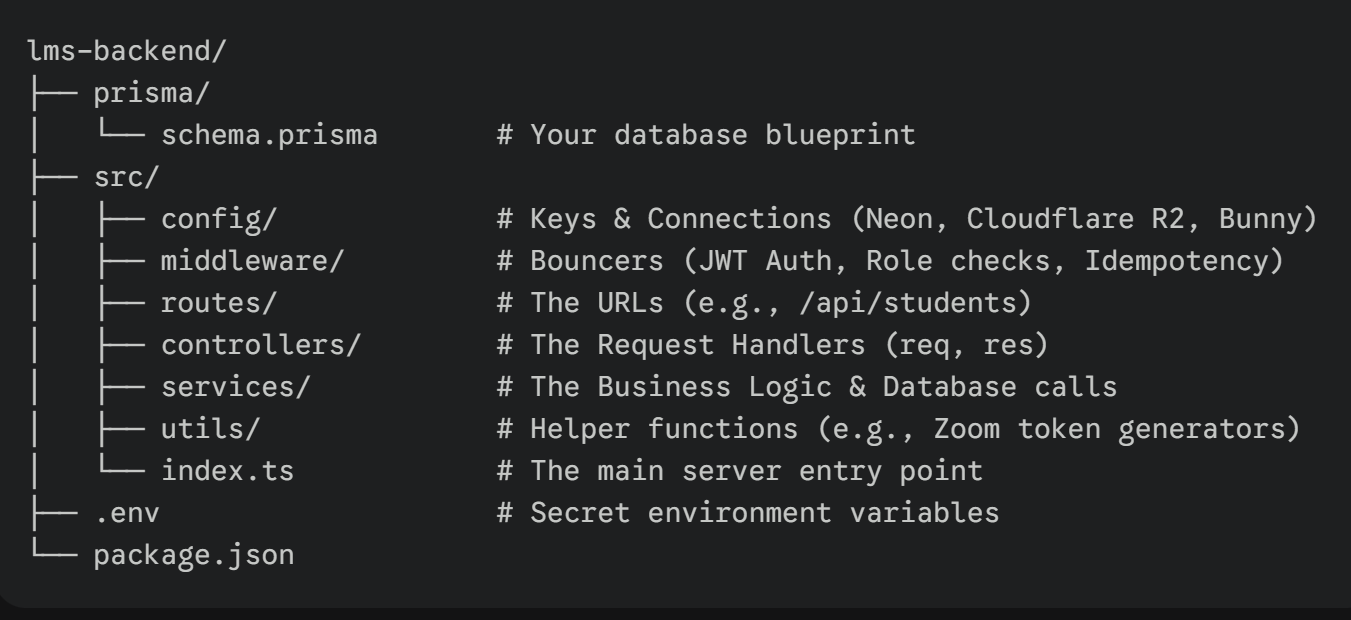 lms-backend/
├── prisma/
│   └── schema.prisma       # Your database blueprint
├── src/
│   ├── config/             # Keys & Connections (Neon, Cloudflare R2, Bunny)
│   ├── middleware/         # Bouncers (JWT Auth, Role checks, Idempotency)
│   ├── routes/             # The URLs (e.g., /api/students)
│   ├── controllers/        # The Request Handlers (req, res)
│   ├── services/           # The Business Logic & Database calls
│   ├── utils/              # Helper functions (e.g., Zoom token generators)
│   └── index.ts            # The main server entry point
├── .env                    # Secret environment variables
└── package.json